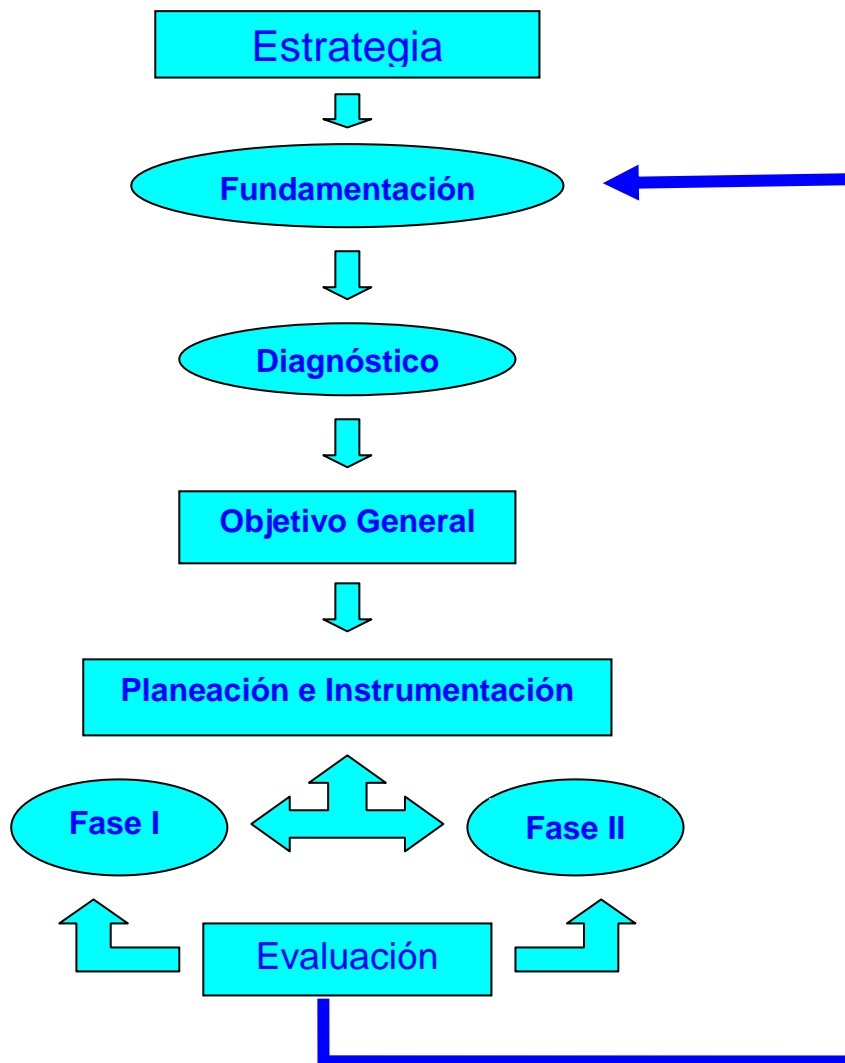 Estrategia
Fundamentación
Diagnóstico
Objetivo General
Planeación e Instrumentación
Fase I
Fase II
Evaluación